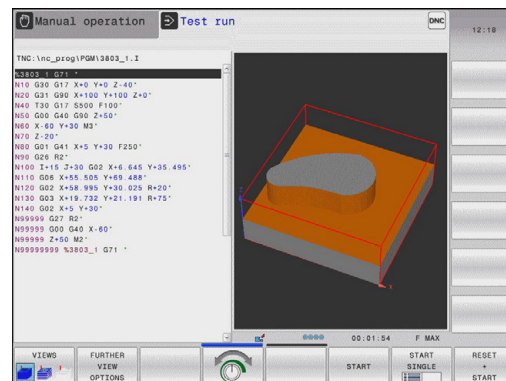 Manual operation
Test run
DNC
12:18
TNC:\nc_prog\PGM\3803_1.I
%3803_1 G71 *
N10 G30 G17 X+0 Y+0 Z-40*
N20 G31 G90 X+100 Y+100 Z+0*
N40 T30 G17 S500 F100*
N50 G00 G40 G90 Z+50*
N60 X-60 Y+30 M3*
N70 Z-20*
N80 G01 G41 X+5 Y+30 F250*
N90 G26 R2*
N100 I+15 J+30 G02 X+6.645 Y+35.495*
N110 G06 X+55.505 Y+69.488*
N120 G02 X+58.995 Y+30.025 R+20*
N130 G03 X+19.732 Y+21.191 R+75*
N140 G02 X+5 Y+30*
N99999 G27 R2*
N99999 G00 G40 X-60*
N99999 Z+50 M2*
N99999999 %3803_1 G71 *
00:01:54 F MAX
VIEWS
FURTHER
VIEW
OPTIONS
START
START
SINGLE
RESET
+
START